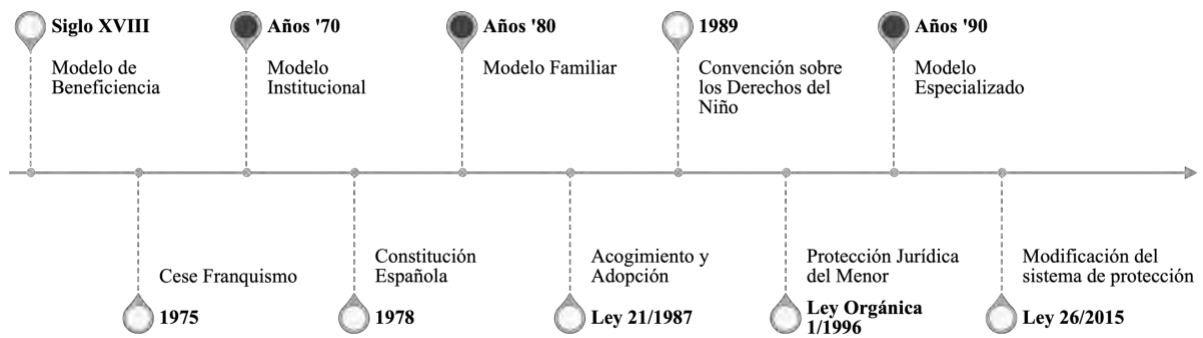 Siglo XVIII
Modelo de
Beneficiencia
Años '70
Modelo
Institucional
Años '80
Modelo Familiar
1989
Convención sobre
los Derechos del
Niño
Años '90
Modelo
Especializado
Cese Franquismo
1975
Constitución
Española
1978
Acogimiento y
Adopción
Ley 21/1987
Protección Jurídica
del Menor
Ley Orgánica
1/1996
Modificación del
sistema de protección
Ley 26/2015